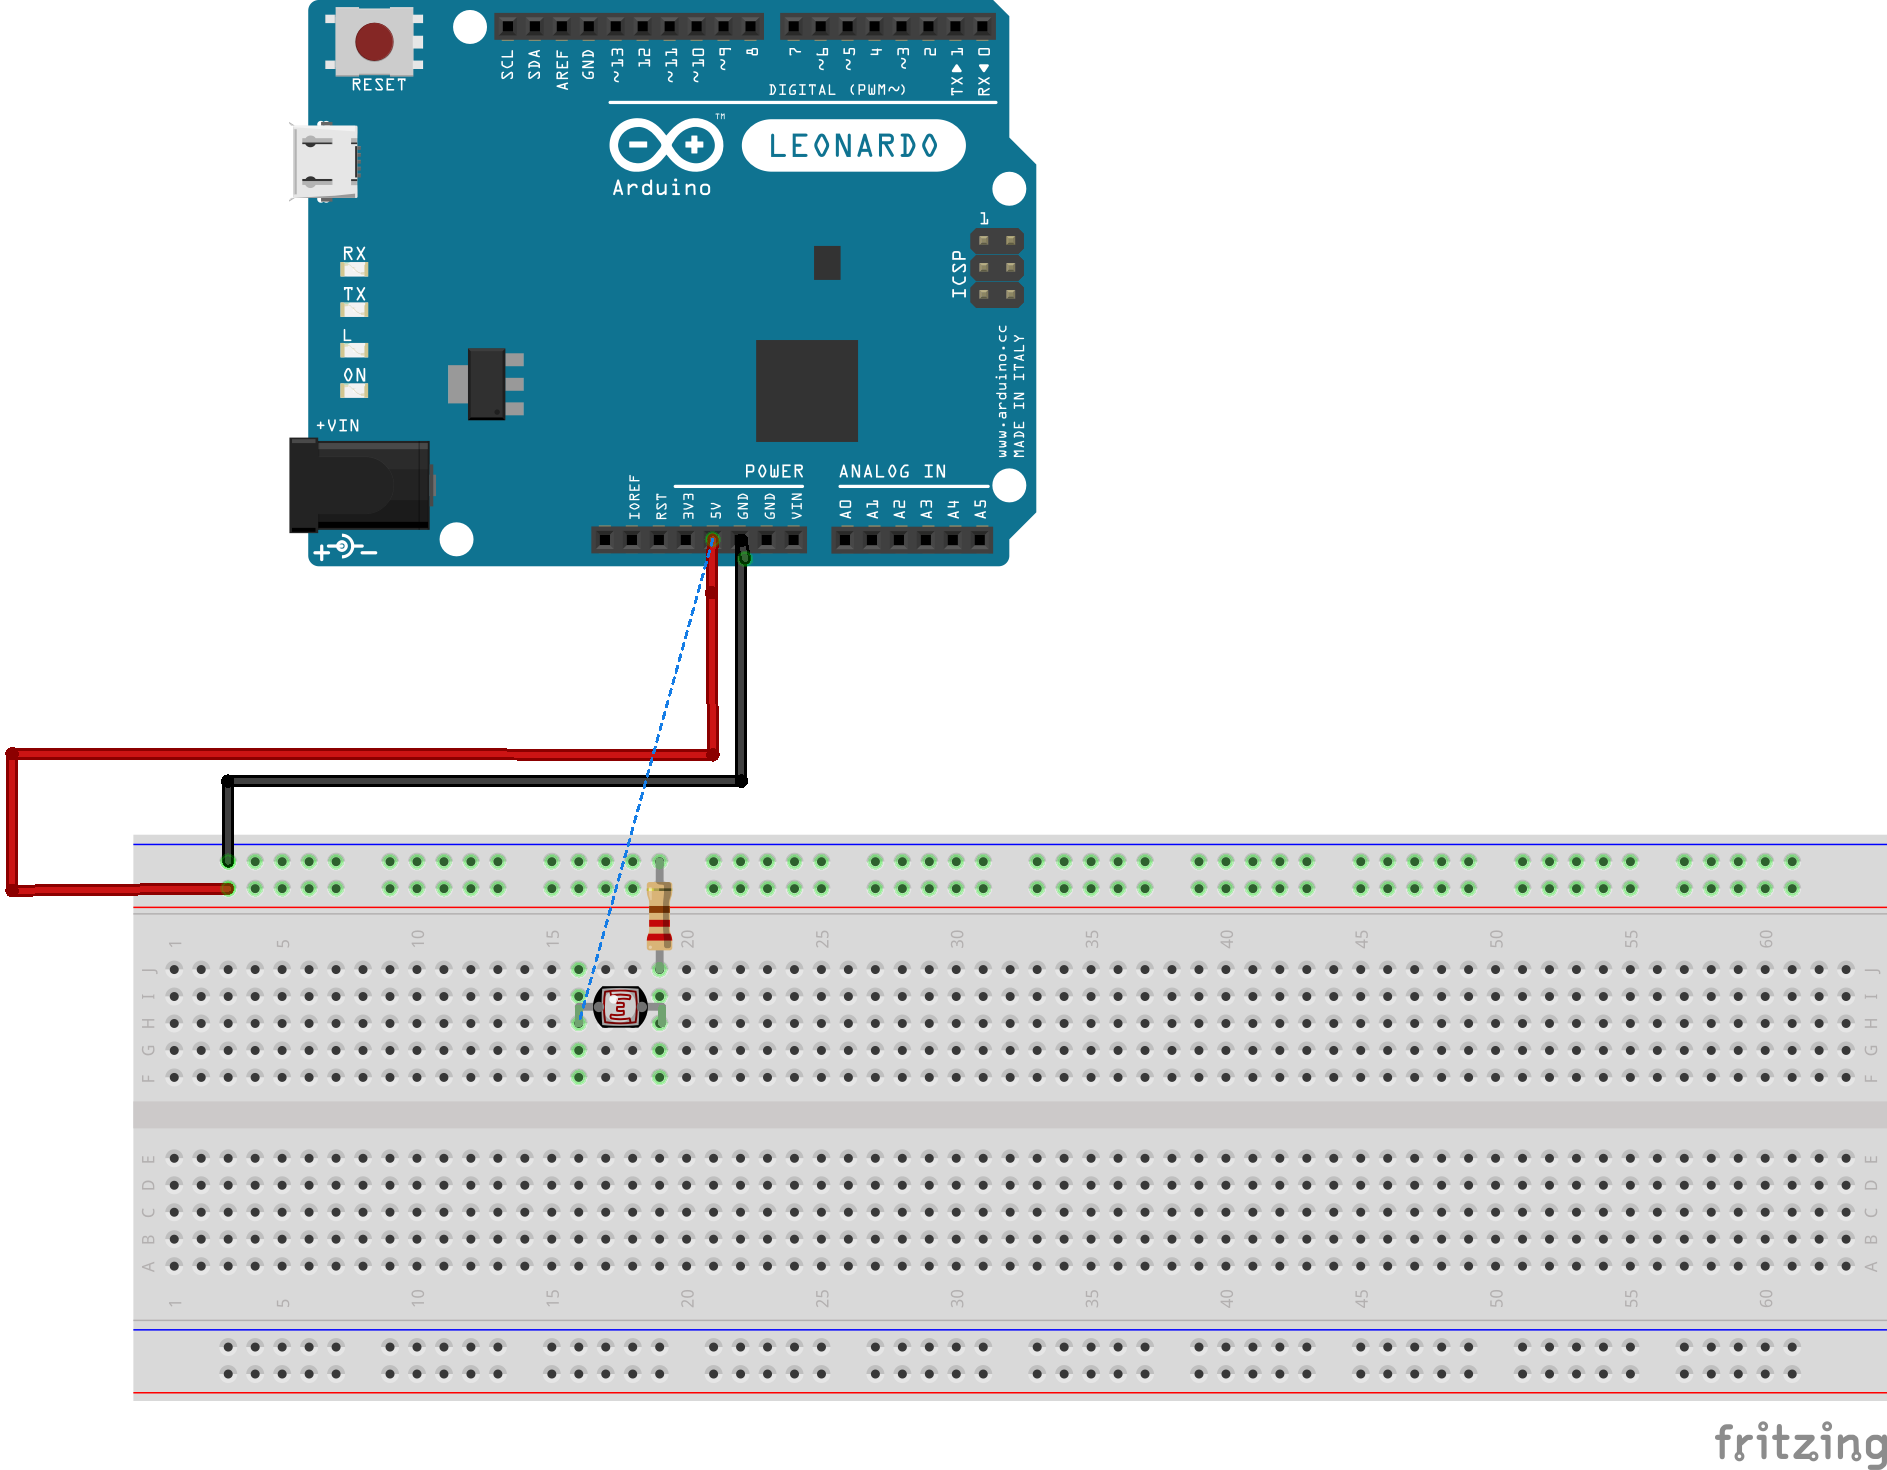 RESET
SCL SDA AREF GND ~13 12 ~11 ~10 ~9 8 7 ~6 ~5 4 ~3 2 TX▶1 RX◀0
DIGITAL (PWM~)
TM
LEONARDO
Arduino
1
ICSP
RX
TX
L
ON
www.arduino.cc
MADE IN ITALY
+VIN
POWER
ANALOG IN
IOREF RST 3V3 5V GND GND VIN A0 A1 A2 A3 A4 A5
+ -
1 5 10 15 20 25 30 35 40 45 50 55 60
J J
I I
H H
G G
F F
E E
D D
C C
B B
A A
1 5 10 15 20 25 30 35 40 45 50 55 60
fritzing